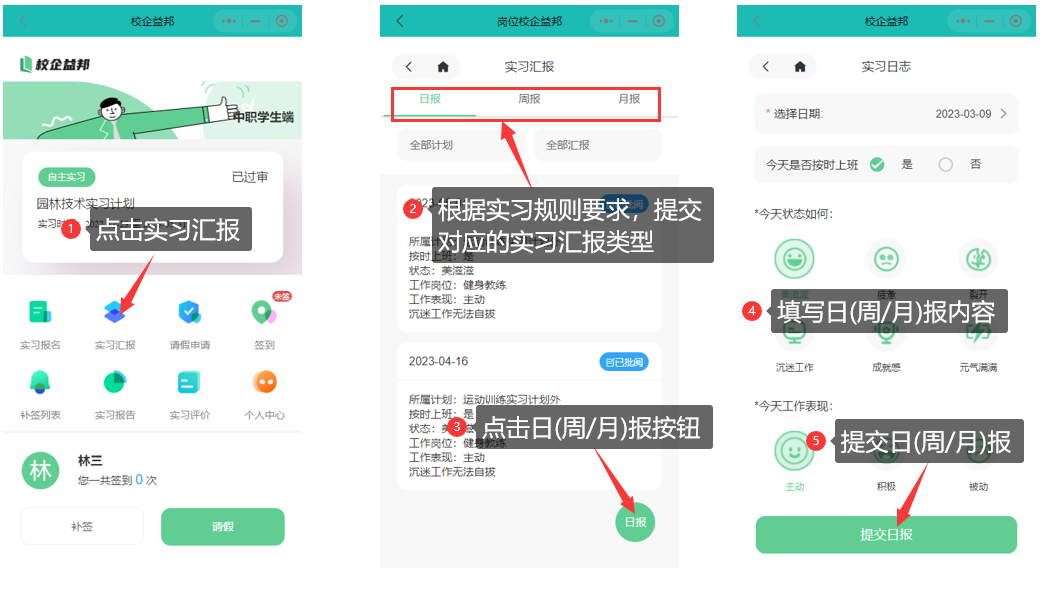 校企益邦
校企益邦
中职学生端
自主实习
已过审
园林技术实习计划
1
点击实习汇报
未签
实习报名
实习汇报
请假申请
签到
补签列表
实习报告
实习评价
个人中心
林
林三
您一共签到 0 次
补签
请假
岗位校企益邦
实习汇报
日报
周报
月报
全部计划
全部汇报
2
根据实习规则要求，提交
对应的实习汇报类型
按时上班：是
状态：美滋滋
工作岗位：健身教练
工作表现：主动
沉迷工作无法自拔
2023-04-16
已批阅
所属计划：运动训练实习计划外
按时上班：是
3
点击日(周/月)报按钮
工作岗位：健身教练
工作表现：主动
沉迷工作无法自拔
日报
校企益邦
实习日志
* 选择日期:
2023-03-09
今天是否按时上班
是
否
*今天状态如何:
4
填写日(周/月)报内容
沉迷工作
成就感
元气满满
*今天工作表现:
5
提交日(周/月)报
主动
积极
被动
提交日报